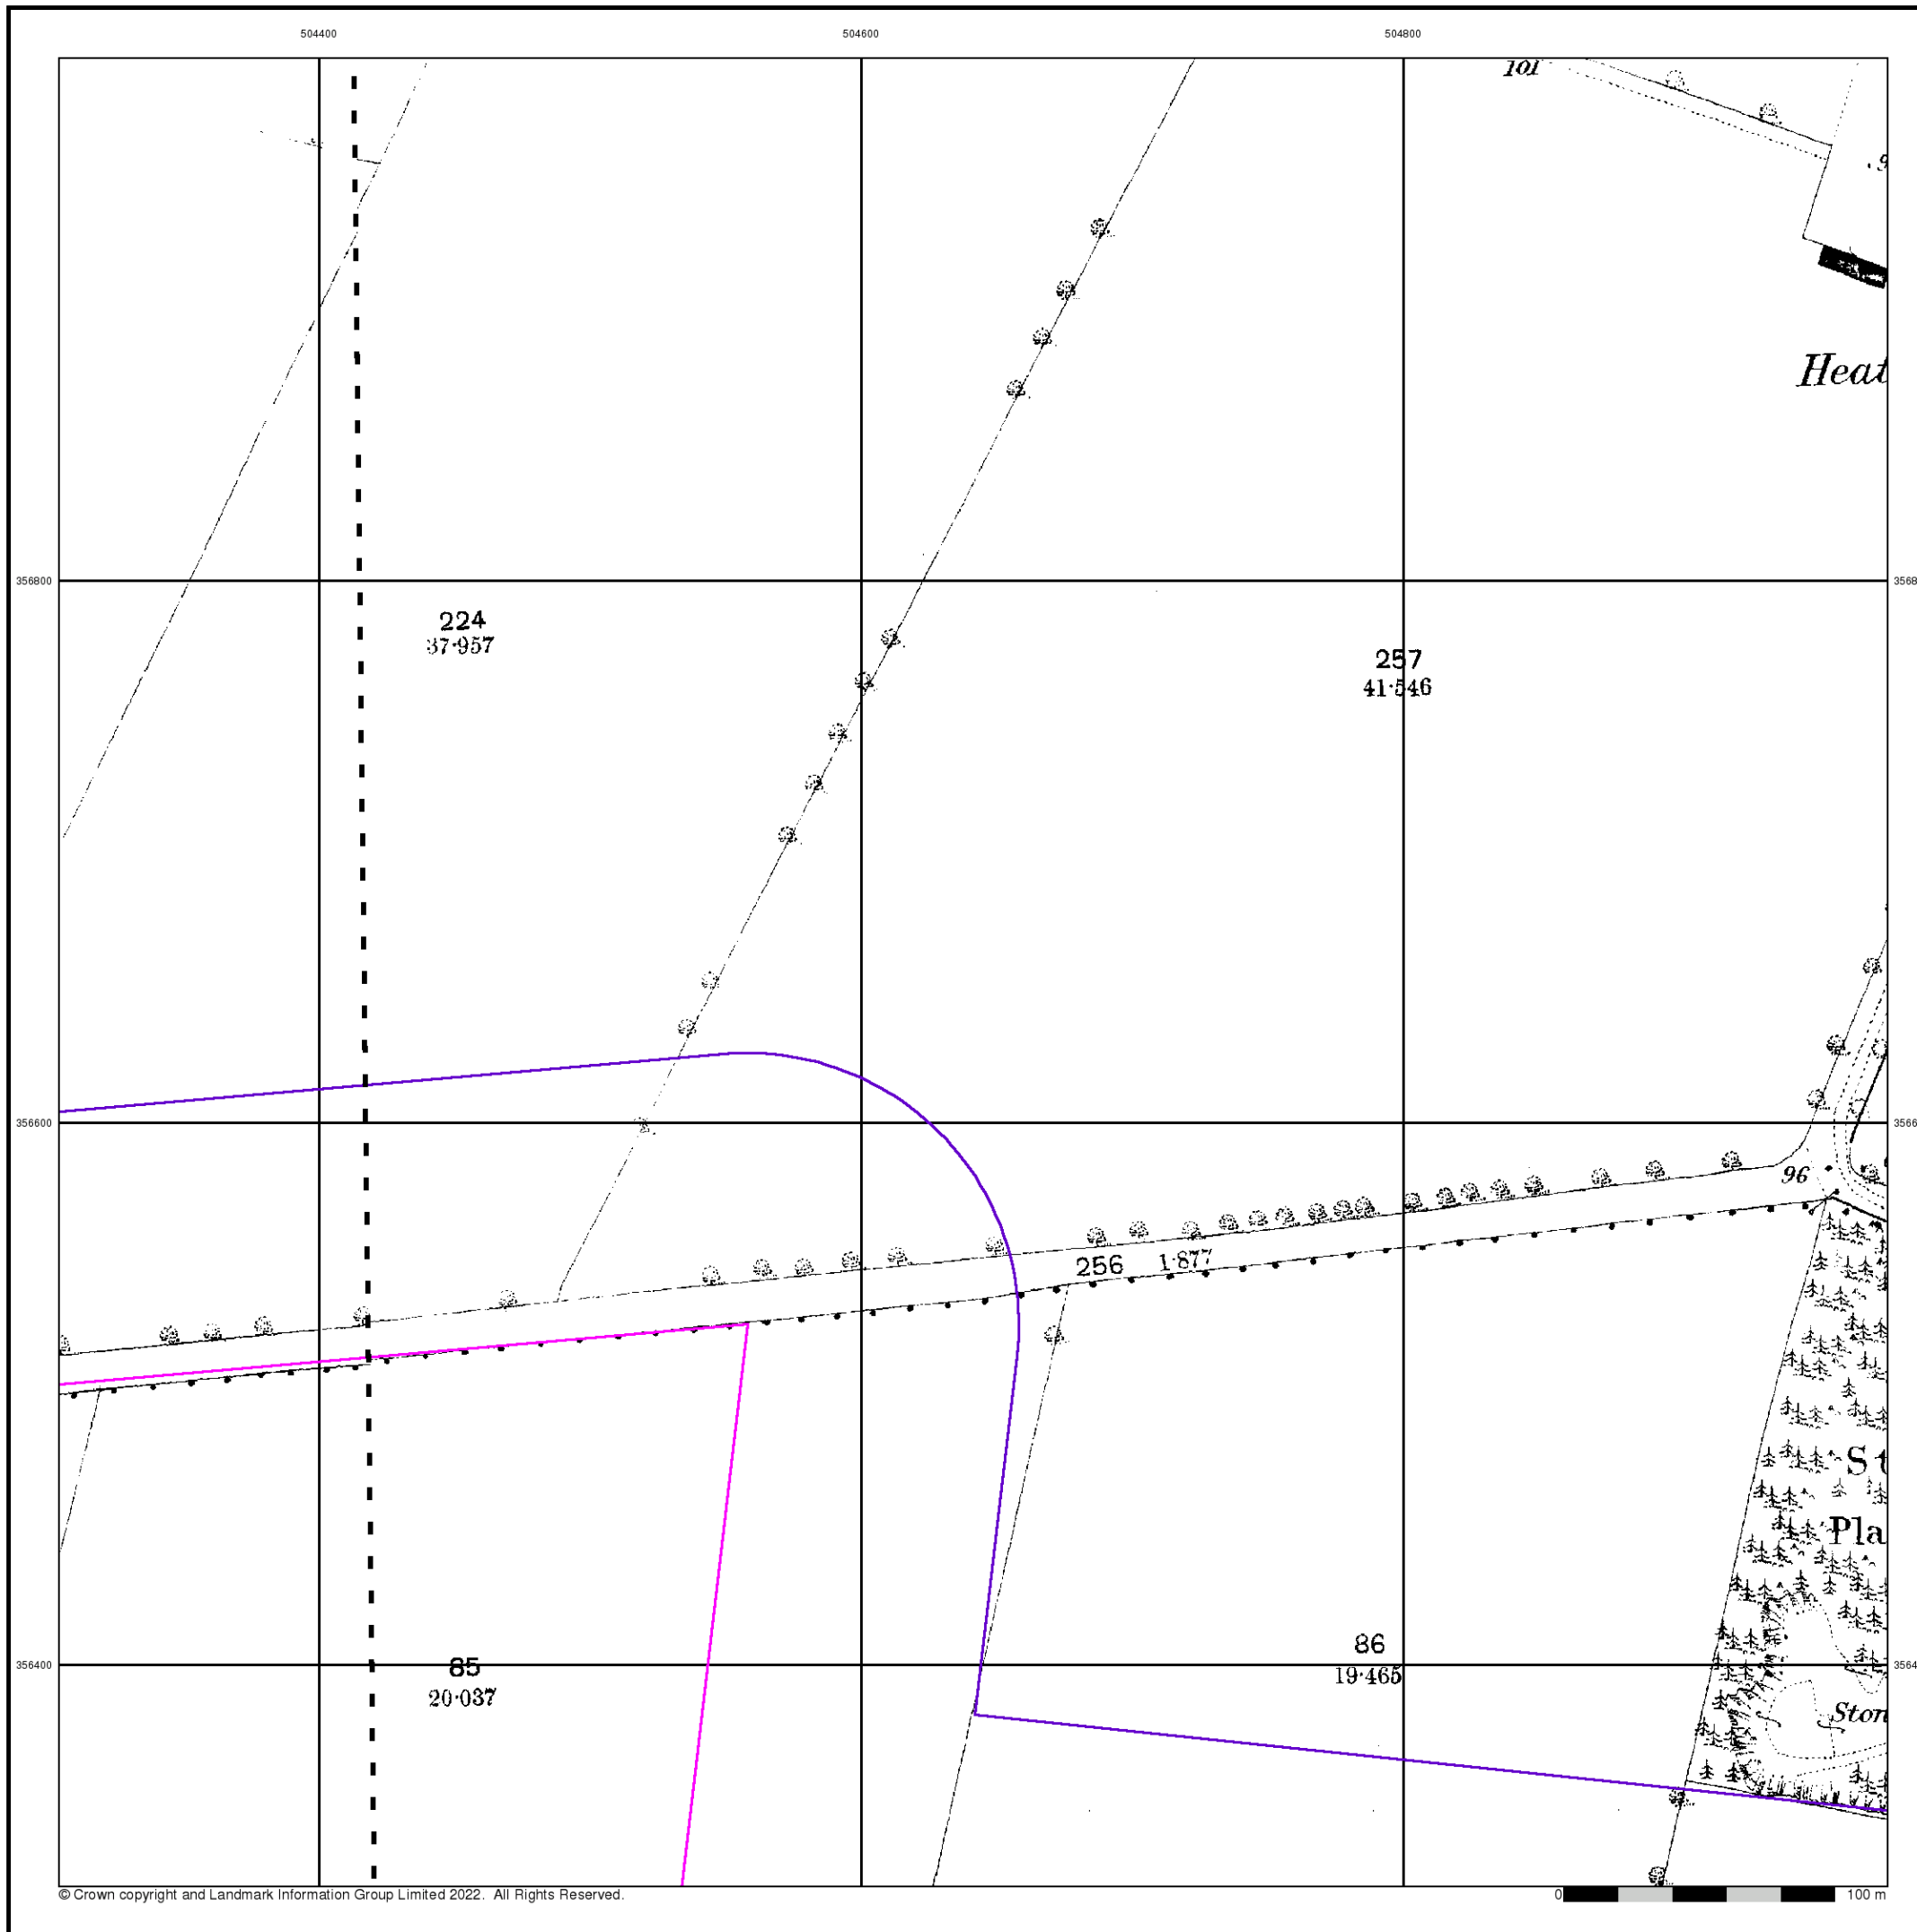 504400 504600 504800
101
Heat
356800
224
37·957
257
41·546
356600
96
256 1·877
St
Pla
356400
85
20·037
86
19·465
Ston
© Crown copyright and Landmark Information Group Limited 2022. All Rights Reserved.
0 100 m